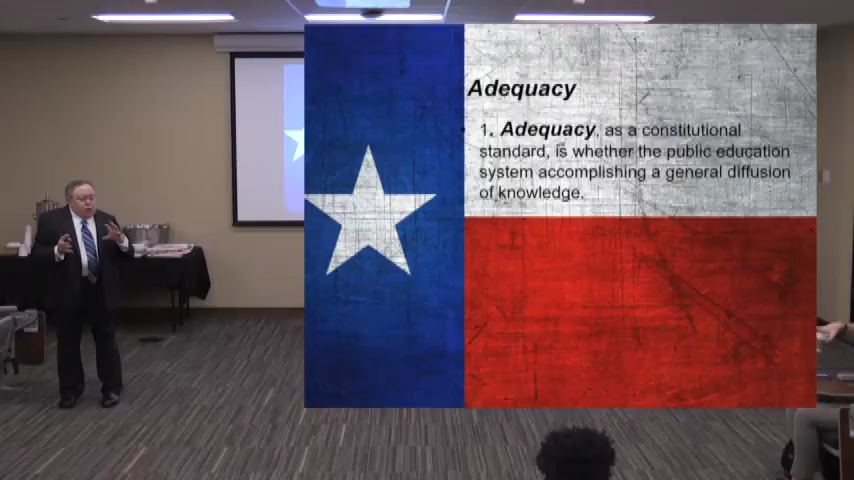 Adequacy
• 1. Adequacy, as a constitutional
standard, is whether the public education
system accomplishing a general diffusion
of knowledge.